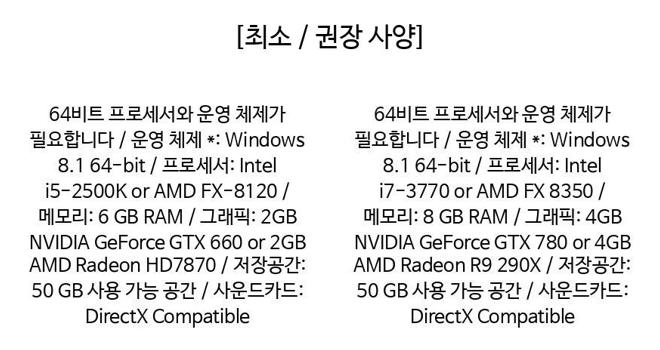 [최소 / 권장 사양]
64비트 프로세서와 운영 체제가
필요합니다 / 운영 체제 *: Windows
8.1 64-bit / 프로세서: Intel
i5-2500K or AMD FX-8120 /
메모리: 6 GB RAM / 그래픽: 2GB
NVIDIA GeForce GTX 660 or 2GB
AMD Radeon HD7870 / 저장공간:
50 GB 사용 가능 공간 / 사운드카드:
DirectX Compatible
64비트 프로세서와 운영 체제가
필요합니다 / 운영 체제 *: Windows
8.1 64-bit / 프로세서: Intel
i7-3770 or AMD FX 8350 /
메모리: 8 GB RAM / 그래픽: 4GB
NVIDIA GeForce GTX 780 or 4GB
AMD Radeon R9 290X / 저장공간:
50 GB 사용 가능 공간 / 사운드카드:
DirectX Compatible